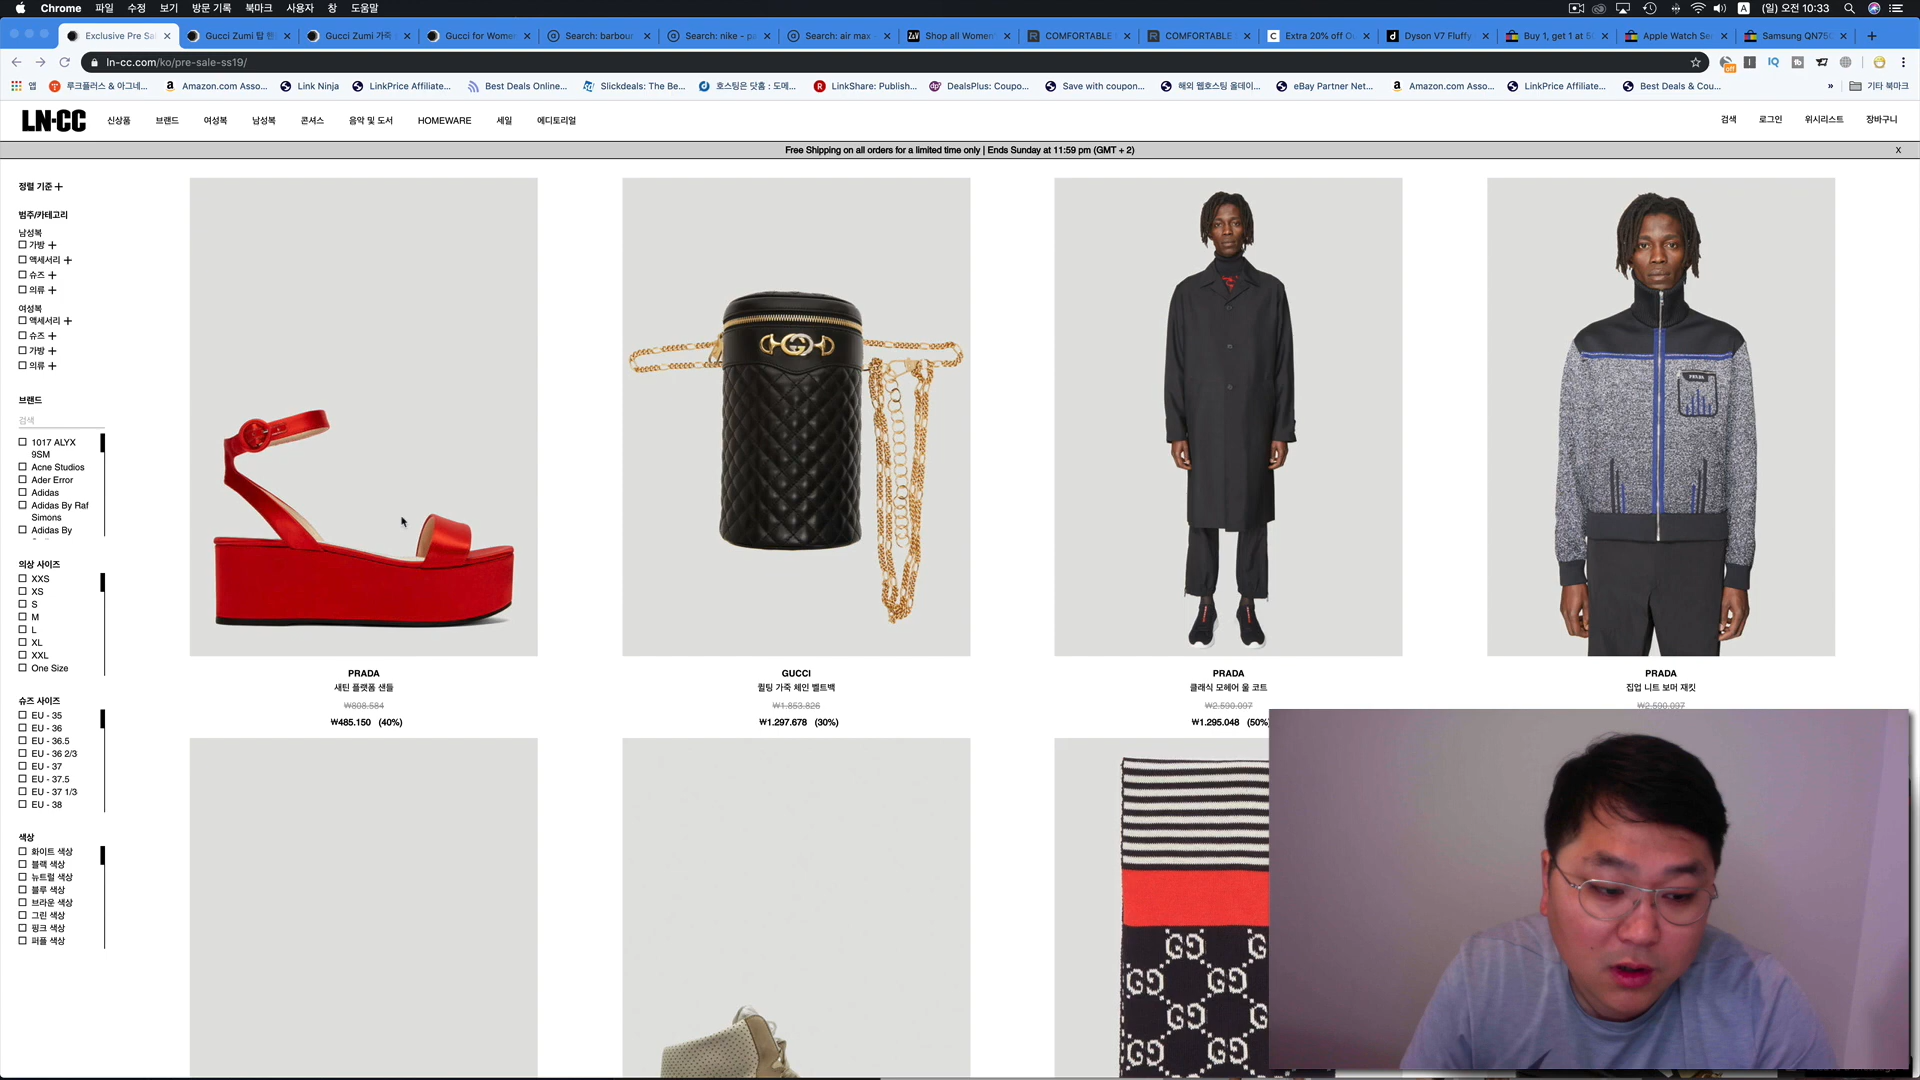 Chrome 파일 수정 보기 방문 기록 북마크 사용자 창 도움말
A (일) 오전 10:33
Exclusive Pre Sa
Gucci Zumi 탑 핸
Gucci Zumi 가죽
Gucci for Wome
Search: barbour
Search: nike - pa
Search: air max -
Shop all Women
COMFORTABLE
COMFORTABLE
Extra 20% off O
Dyson V7 Fluffy
Buy 1, get 1 at 50
Apple Watch Se
Samsung QN75
ln-cc.com/ko/pre-sale-ss19/
앱
루크플러스 & 아그네...
Amazon.com Asso...
Link Ninja
LinkPrice Affiliate...
Best Deals Online...
Slickdeals: The Be...
호스팅은 닷홈 : 도메...
LinkShare: Publish...
DealsPlus: Coupo...
Save with coupon...
해외 웹호스팅 올데이...
eBay Partner Net...
Amazon.com Asso...
LinkPrice Affiliate...
Best Deals & Cou...
기타 북마크
LN-CC
신상품 브랜드 여성복 남성복 콘셔스 음악 및 도서 HOMEWARE 세일 에디토리얼
검색 로그인 위시리스트 장바구니
Free Shipping on all orders for a limited time only | Ends Sunday at 11:59 pm (GMT + 2)
X
정렬 기준 +
범주/카테고리
남성복
가방 +
액세서리 +
슈즈 +
의류 +
여성복
액세서리 +
슈즈 +
가방 +
의류 +
브랜드
검색
1017 ALYX
9SM
Acne Studios
Ader Error
Adidas
Adidas By Raf
Simons
Adidas By
의상 사이즈
XXS
XS
S
M
L
XL
XXL
One Size
슈즈 사이즈
EU - 35
EU - 36
EU - 36.5
EU - 36 2/3
EU - 37
EU - 37.5
EU - 37 1/3
EU - 38
색상
화이트 색상
블랙 색상
뉴트럴 색상
블루 색상
브라운 색상
그린 색상
핑크 색상
퍼플 색상
PRADA
새틴 플랫폼 샌들
₩808.584
₩485.150 (40%)
GUCCI
퀼팅 가죽 체인 벨트백
₩1.853.826
₩1.297.678 (30%)
PRADA
클래식 모헤어 울 코트
₩2.590.097
₩1.295.048 (50%)
PRADA
PRADA
집업 니트 보머 재킷
₩2.590.097